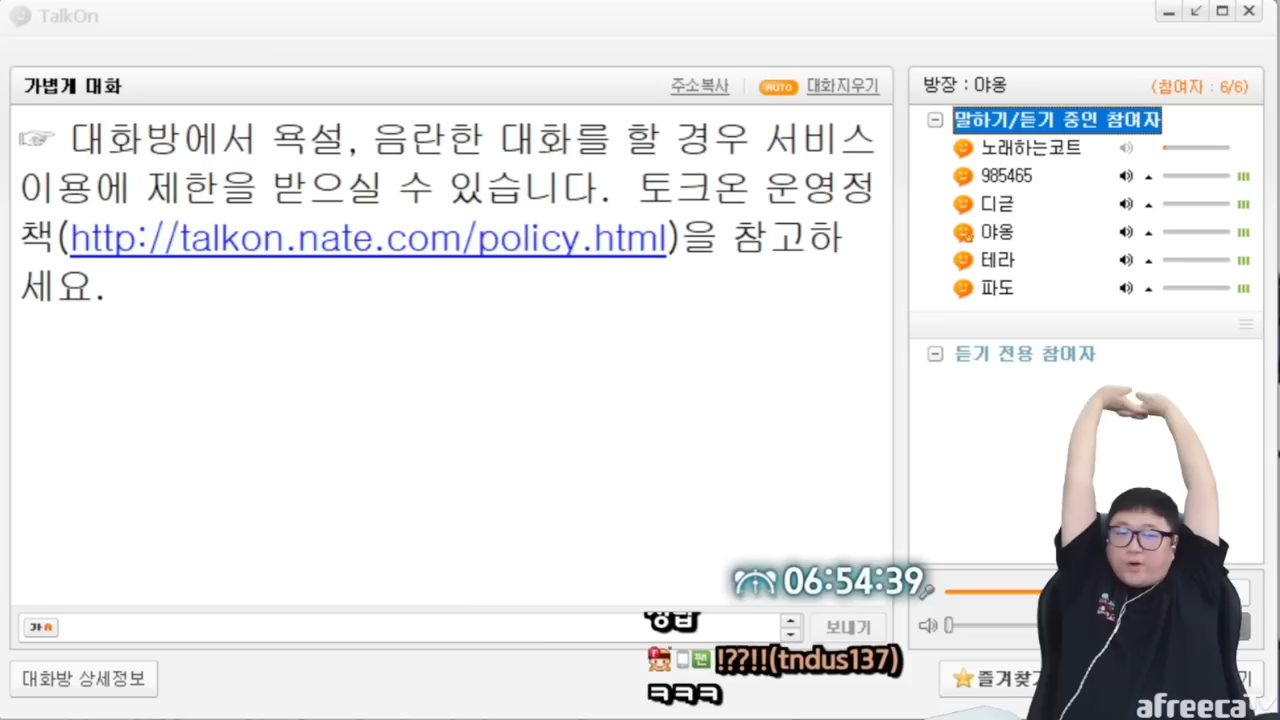 TalkOn
가볍게 대화
주소복사
AUTO
대화지우기
☞ 대화방에서 욕설, 음란한 대화를 할 경우 서비스
이용에 제한을 받으실 수 있습니다. 토크온 운영정
책(http://talkon.nate.com/policy.html)을 참고하
세요.
방장 : 야옹
(참여자 : 6/6)
말하기/듣기 중인 참여자
노래하는코트
985465
디귿
야옹
테라
파도
듣기 전용 참여자
06:54:39
가
보내기
팬 !??!!(tndus137)
ㅋㅋㅋ
대화방 상세정보
즐겨찾
기
afreecaTV